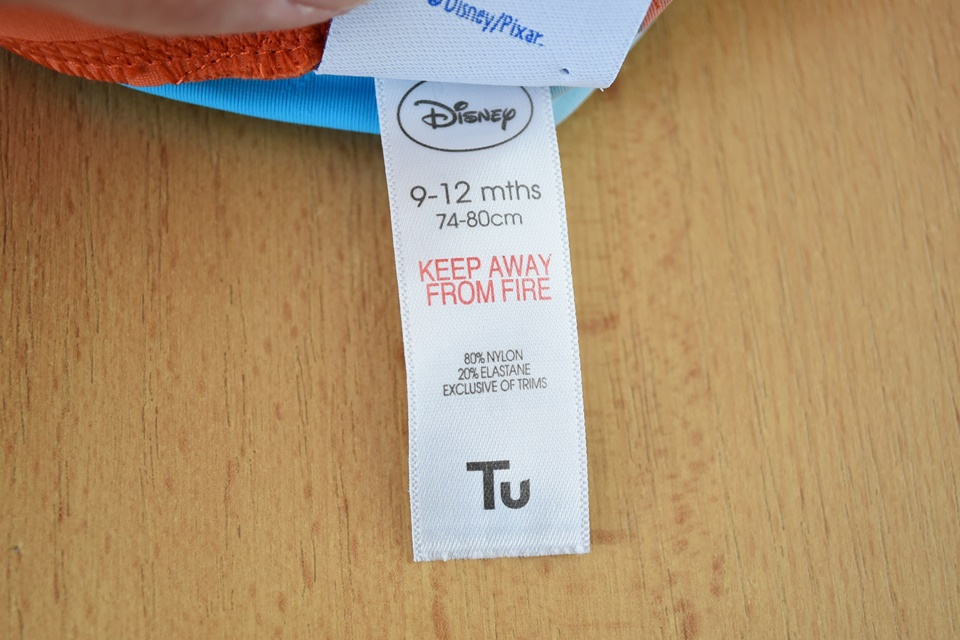 ©Disney/Pixar.
Disney
9-12 mths
74-80cm
KEEP AWAY
FROM FIRE
80% NYLON
20% ELASTANE
EXCLUSIVE OF TRIMS
Tu